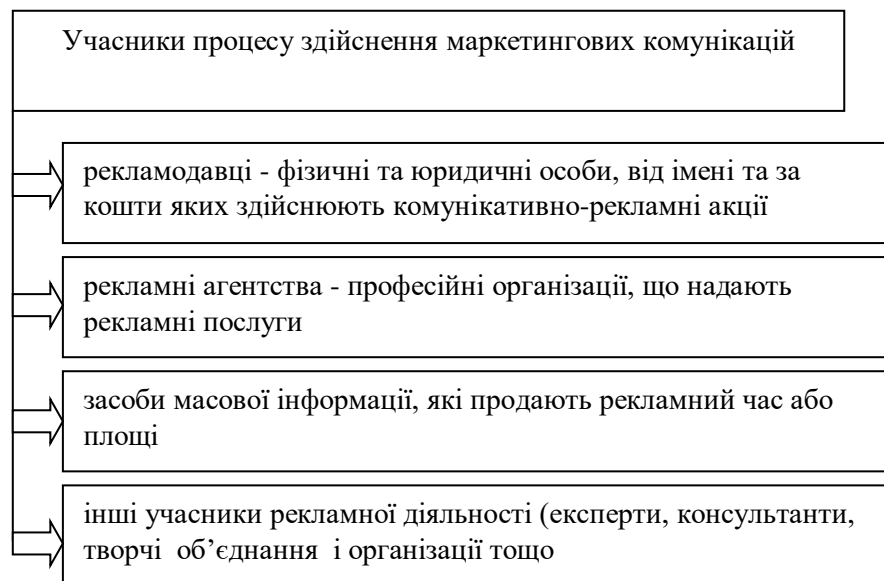 Учасники процесу здійснення маркетингових комунікацій
рекламодавці - фізичні та юридичні особи, від імені та за
кошти яких здійснюють комунікативно-рекламні акції
рекламні агентства - професійні організації, що надають
рекламні послуги
засоби масової інформації, які продають рекламний час або
площі
інші учасники рекламної діяльності (експерти, консультанти,
творчі об’єднання і організації тощо